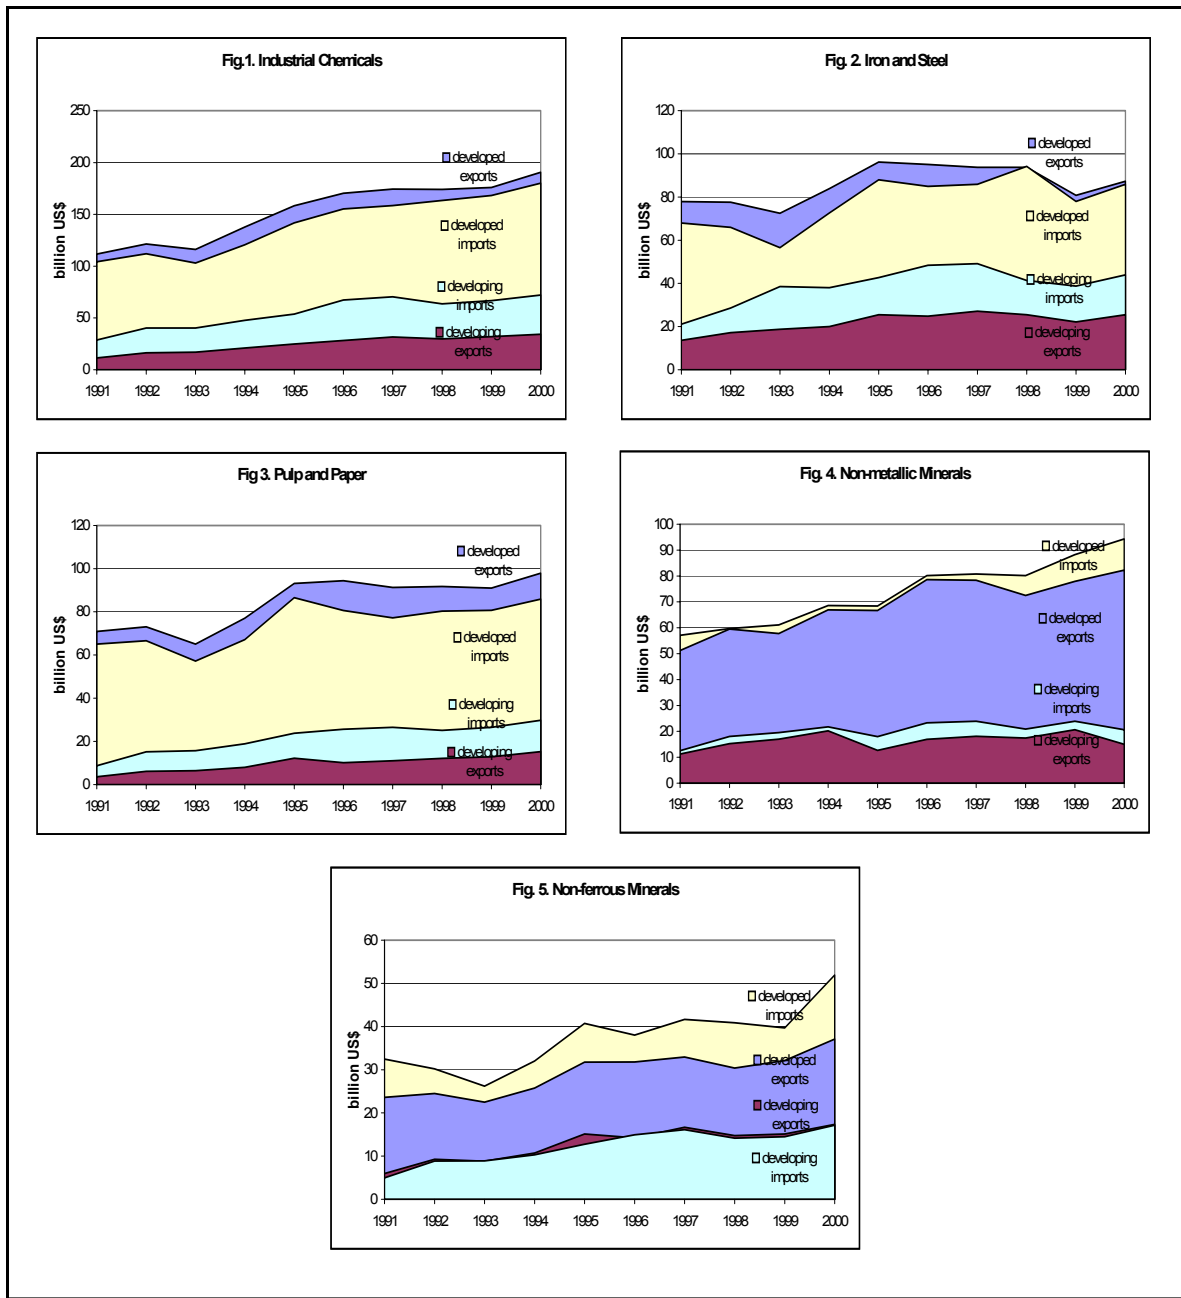 Fig.1. Industrial Chemicals
250
200
150
100
50
0
billion US$
developed
exports
developed
imports
developing
imports
developing
exports
1991 1992 1993 1994 1995 1996 1997 1998 1999 2000
Fig. 2. Iron and Steel
120
100
80
60
40
20
0
billion US$
developed
exports
developed
imports
developing
imports
developing
exports
1991 1992 1993 1994 1995 1996 1997 1998 1999 2000
Fig 3. Pulp and Paper
120
100
80
60
40
20
0
billion US$
developed
exports
developed
imports
developing
imports
developing
exports
1991 1992 1993 1994 1995 1996 1997 1998 1999 2000
Fig. 4. Non-metallic Minerals
100
90
80
70
60
50
40
30
20
10
0
billion US$
developed
imports
developed
exports
developing
imports
developing
exports
1991 1992 1993 1994 1995 1996 1997 1998 1999 2000
Fig. 5. Non-ferrous Minerals
60
50
40
30
20
10
0
billion US$
developed
imports
developed
exports
developing
exports
developing
imports
1991 1992 1993 1994 1995 1996 1997 1998 1999 2000